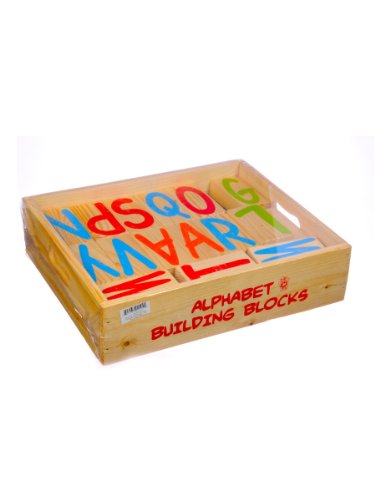 P S Q O G
Y V A A R T
L
ALPHABET
BUILDING BLOCKS